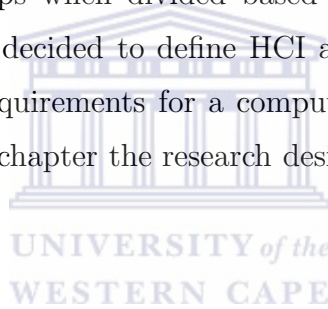 ps when divided based
decided to define HCI a
quirements for a compu
chapter the research des
UNIVERSITY of the
WESTERN CAPE